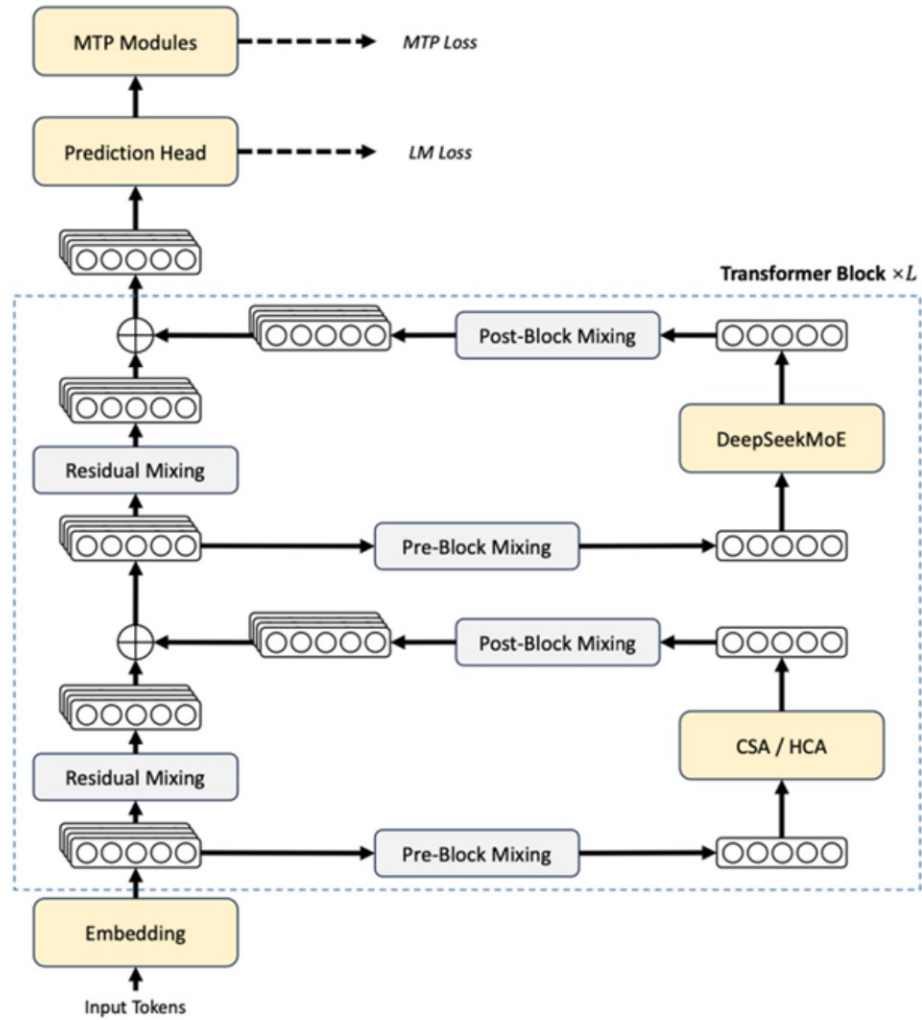 MTP Modules
MTP Loss
Prediction Head
LM Loss
Transformer Block ×L
Post-Block Mixing
DeepSeekMoE
Residual Mixing
Pre-Block Mixing
Post-Block Mixing
CSA / HCA
Residual Mixing
Pre-Block Mixing
Embedding
Input Tokens